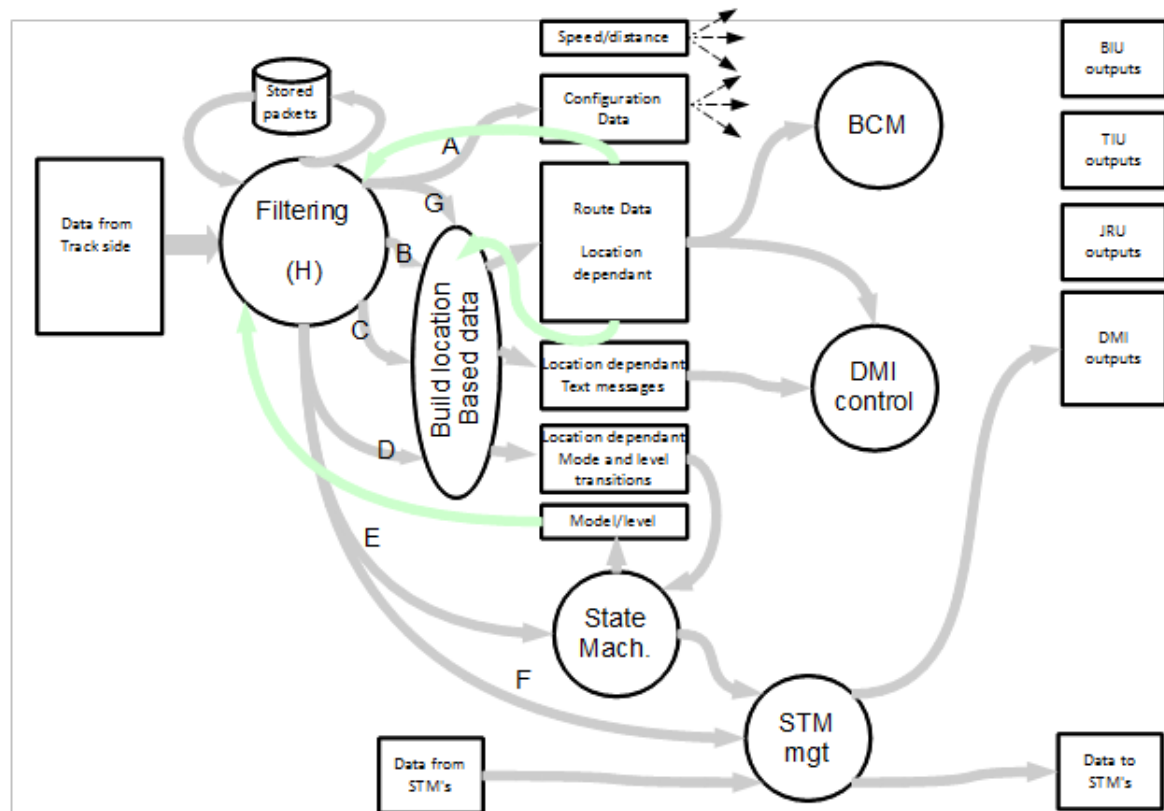 Speed/distance
BIU
outputs
Stored
packets
Configuration
Data
BCM
A
TIU
outputs
Data from
Track side
Filtering
(H)
G
B
C
Route Data
Location
dependant
JRU
outputs
Build location
Based data
DMI
outputs
Location dependant
Text messages
DMI
control
D
Location dependant
Mode and level
transitions
Model/level
E
State
Mach.
F
STM
mgt
Data from
STM's
Data to
STM's